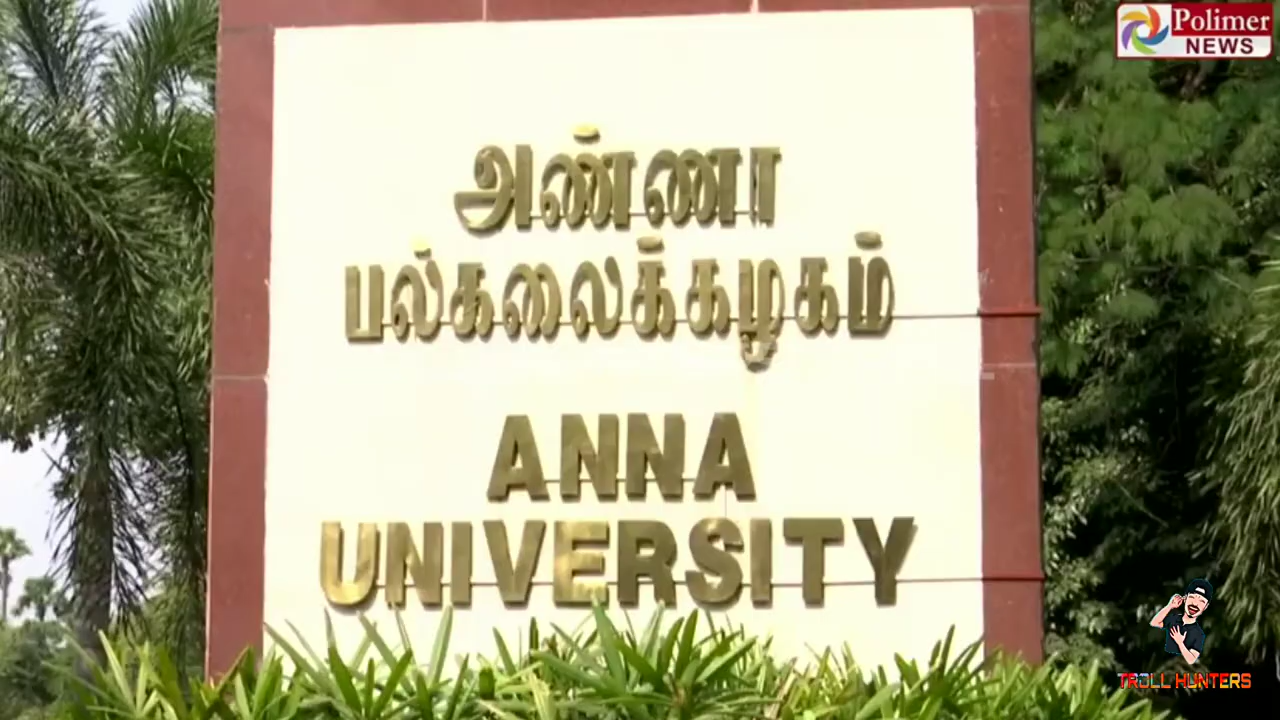 Polimer
NEWS
அண்ணா
பல்கலைக்கழகம்
ANNA
UNIVERSITY
TROLL HUNTERS